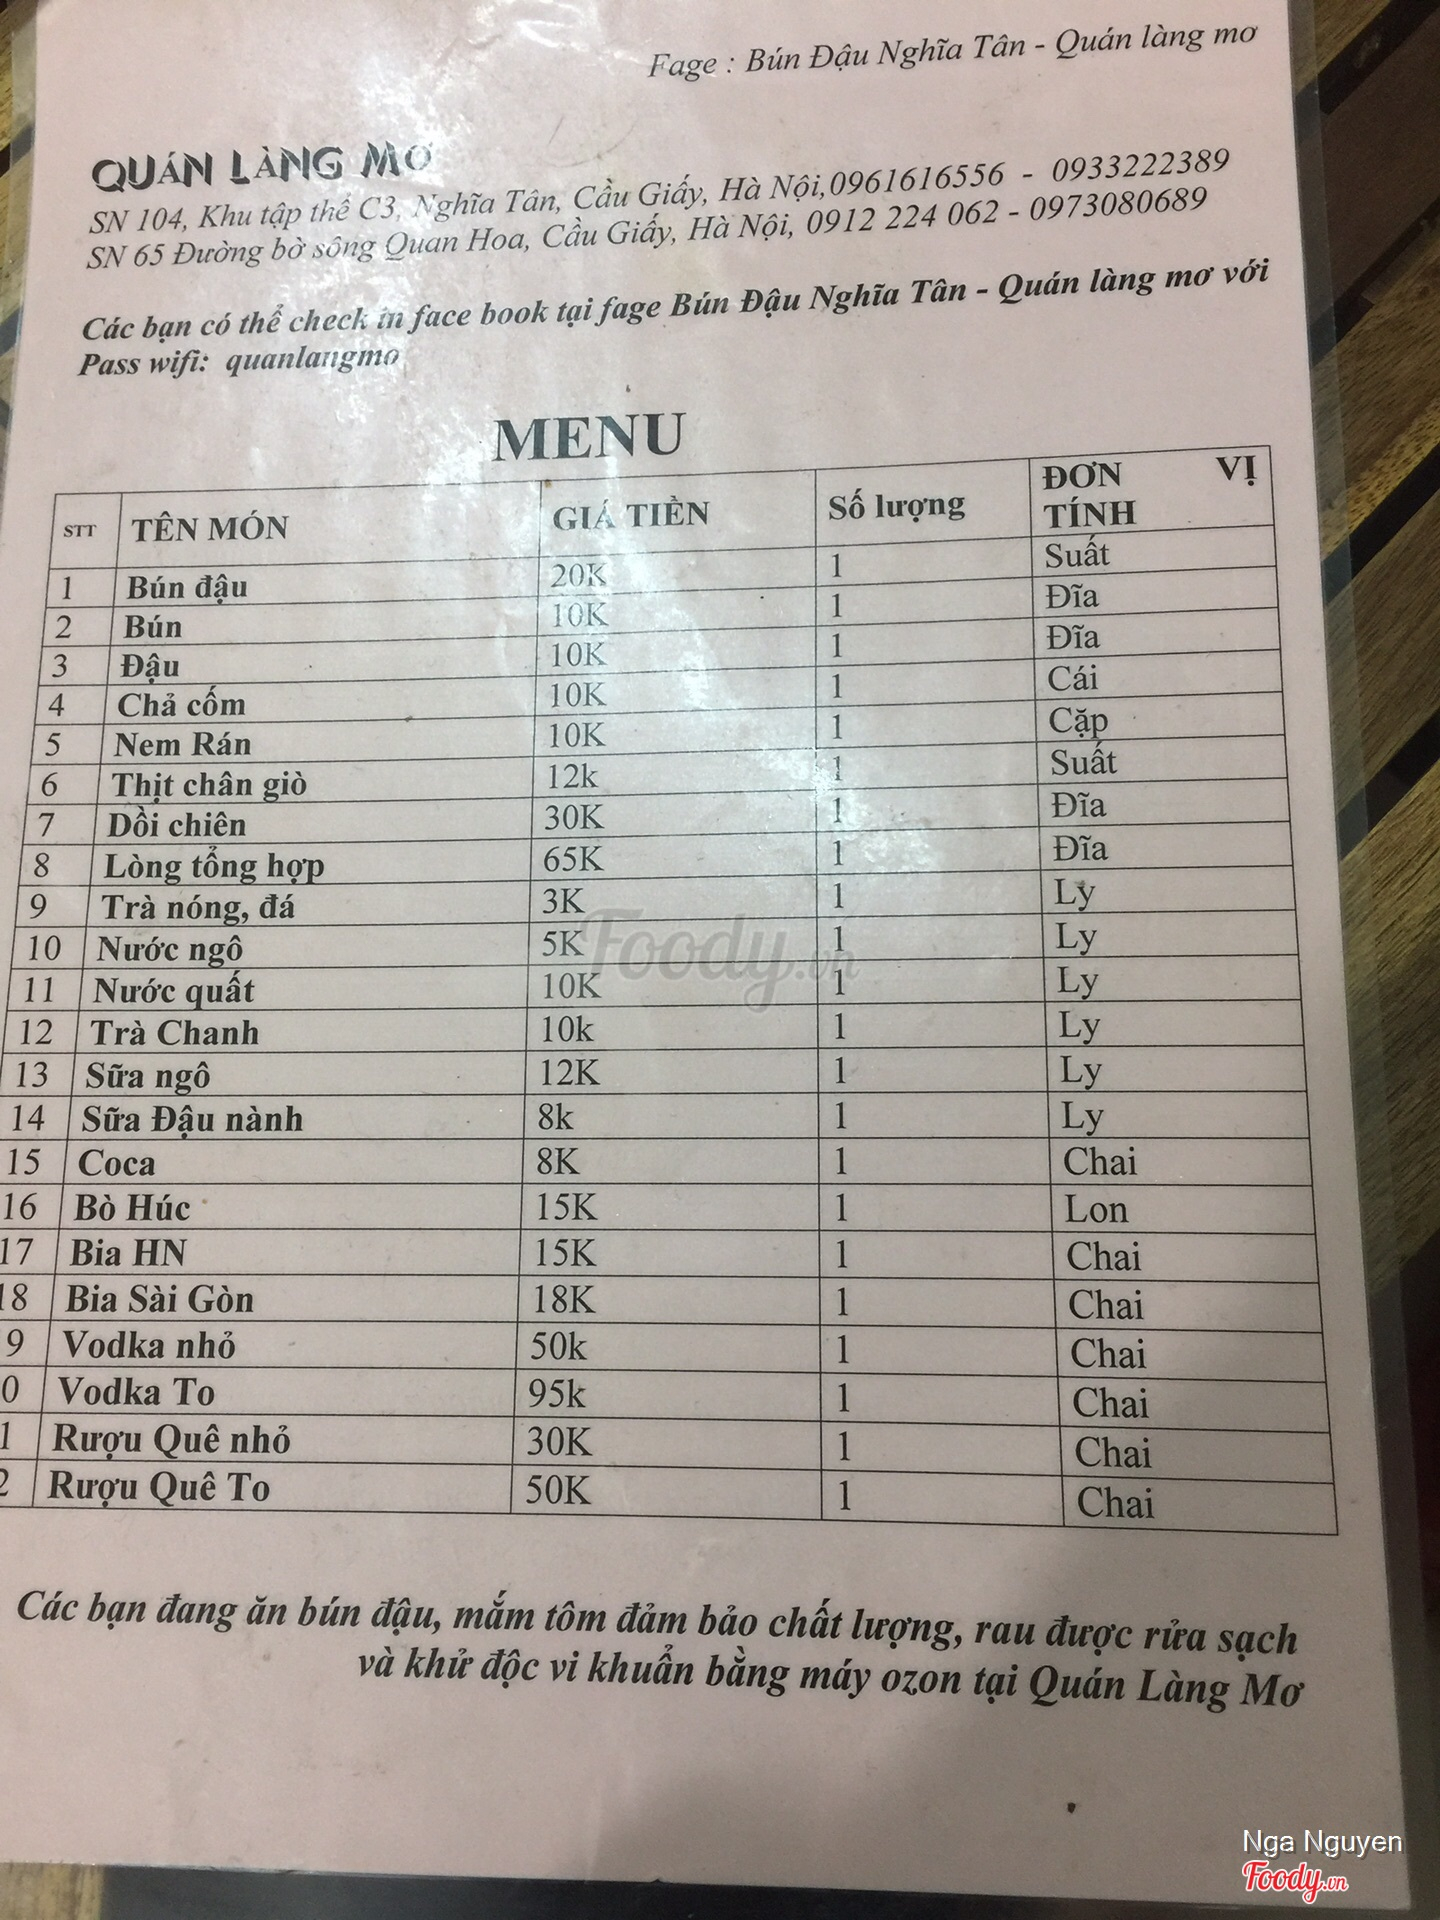 Fage : Bún Đậu Nghĩa Tân - Quán làng mơ
QUÁN LÀNG MƠ
SN 104, Khu tập thể C3, Nghĩa Tân, Cầu Giấy, Hà Nội,0961616556 - 0933222389
SN 65 Đường bờ sông Quan Hoa, Cầu Giấy, Hà Nội, 0912 224 062 - 0973080689
Các bạn có thể check in face book tại fage Bún Đậu Nghĩa Tân - Quán làng mơ với
Pass wifi: quanlangmo
MENU
STT TÊN MÓN GIÁ TIỀN Số lượng ĐƠN VỊ TÍNH
1 Bún đậu 20K 1 Suất
2 Bún 10K 1 Đĩa
3 Đậu 10K 1 Đĩa
4 Chả cốm 10K 1 Cái
5 Nem Rán 10K 1 Cặp
6 Thịt chân giò 12k 1 Suất
7 Dồi chiên 30K 1 Đĩa
8 Lòng tổng hợp 65K 1 Đĩa
9 Trà nóng, đá 3K 1 Ly
10 Nước ngô 5K 1 Ly
11 Nước quất 10K 1 Ly
12 Trà Chanh 10k 1 Ly
13 Sữa ngô 12K 1 Ly
14 Sữa Đậu nành 8k 1 Ly
15 Coca 8K 1 Chai
16 Bò Húc 15K 1 Lon
17 Bia HN 15K 1 Chai
18 Bia Sài Gòn 18K 1 Chai
9 Vodka nhỏ 50k 1 Chai
0 Vodka To 95k 1 Chai
1 Rượu Quê nhỏ 30K 1 Chai
2 Rượu Quê To 50K 1 Chai
Foody.vn
Các bạn đang ăn bún đậu, mắm tôm đảm bảo chất lượng, rau được rửa sạch
và khử độc vi khuẩn bằng máy ozon tại Quán Làng Mơ
Nga Nguyen
Foody.vn